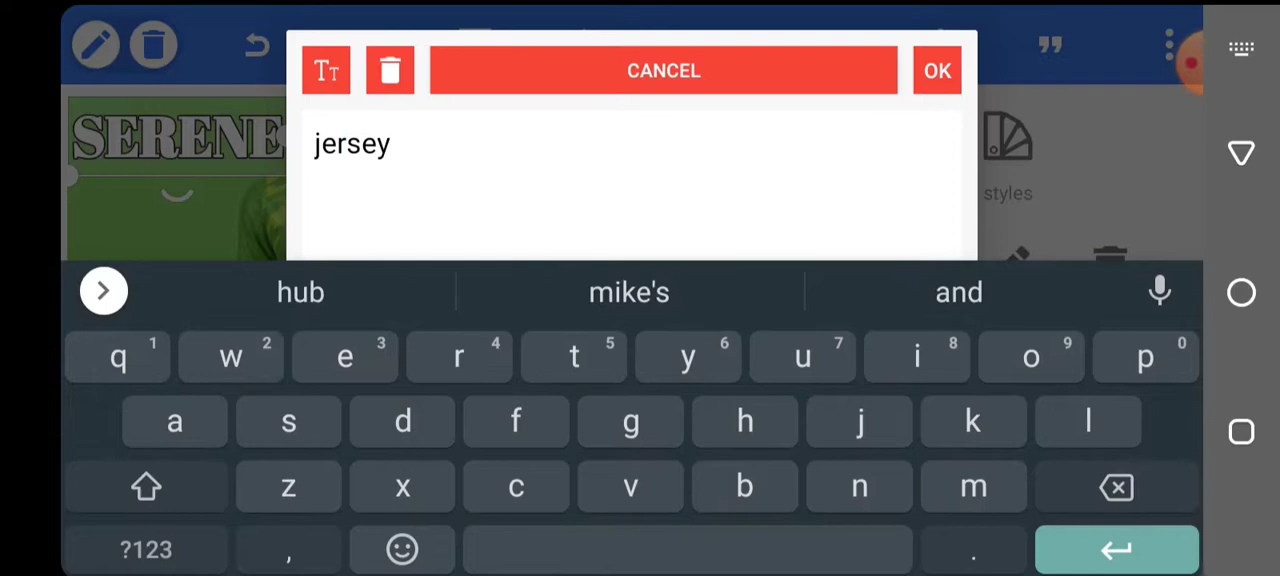 Tт CANCEL OK
SERENE
jersey
styles
hub mike's and
q 1 w 2 e 3 r 4 t 5 y 6 u 7 i 8 o 9 p 0
a s d f g h j k l
z x c v b n m
?123 , .